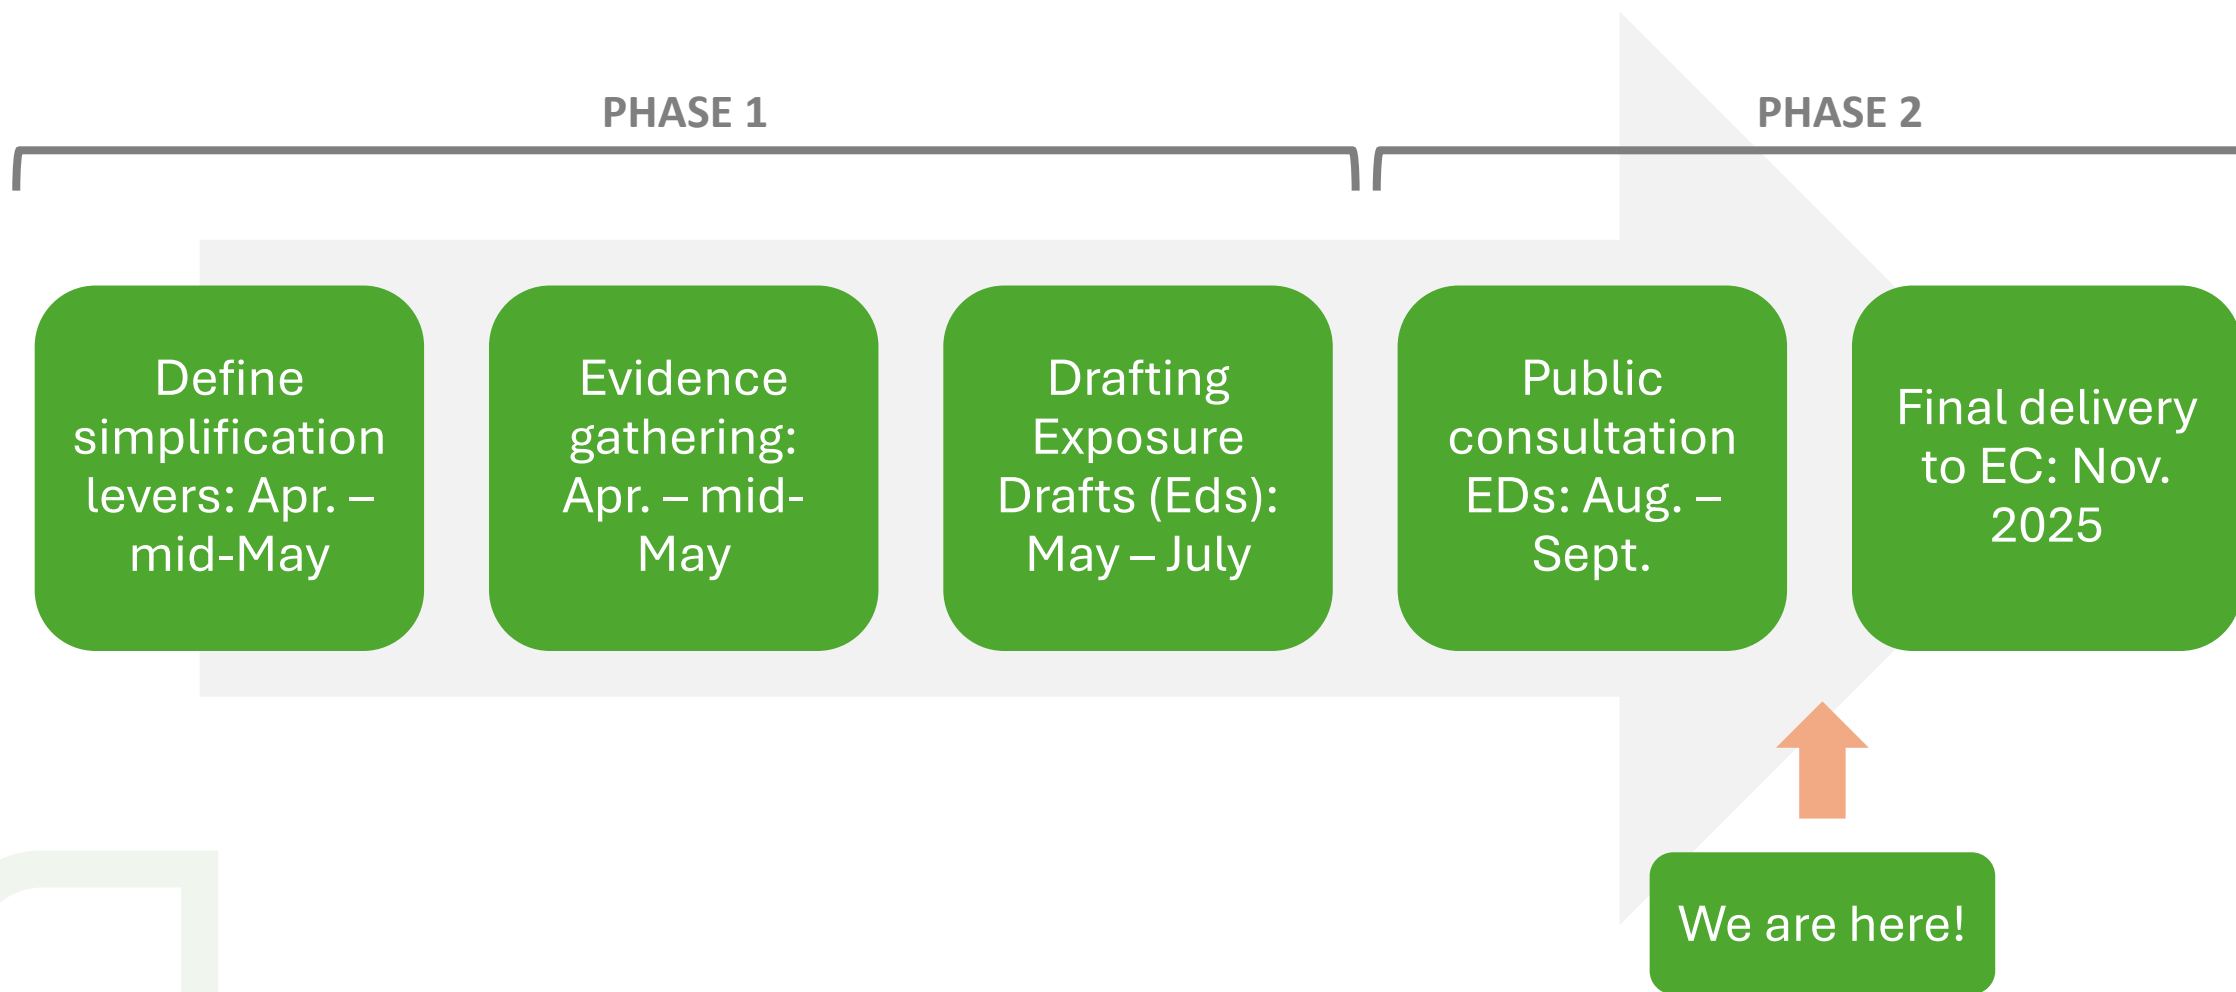 PHASE 1
PHASE 2
Define
simplification
levers: Apr. –
mid-May
Evidence
gathering:
Apr. – mid-
May
Drafting
Exposure
Drafts (Eds):
May – July
Public
consultation
EDs: Aug. –
Sept.
Final delivery
to EC: Nov.
2025
We are here!